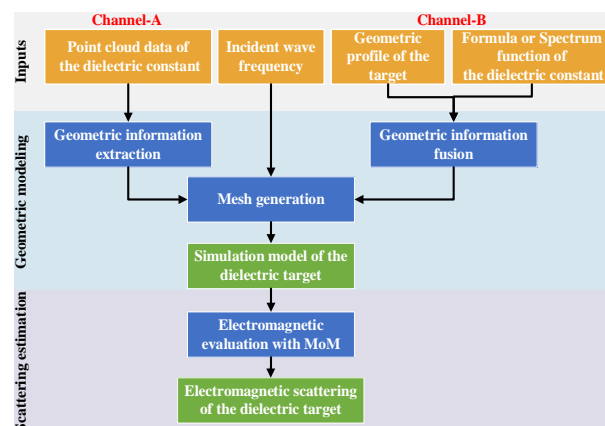 Channel-A
Channel-B
Inputs
Point cloud data of
the dielectric constant
Incident wave
frequency
Geometric
profile of the
target
Formula or Spectrum
function of
the dielectric constant
Geometric modeling
Geometric information
extraction
Geometric information
fusion
Mesh generation
Simulation model of the
dielectric target
Scattering estimation
Electromagnetic
evaluation with MoM
Electromagnetic scattering
of the dielectric target